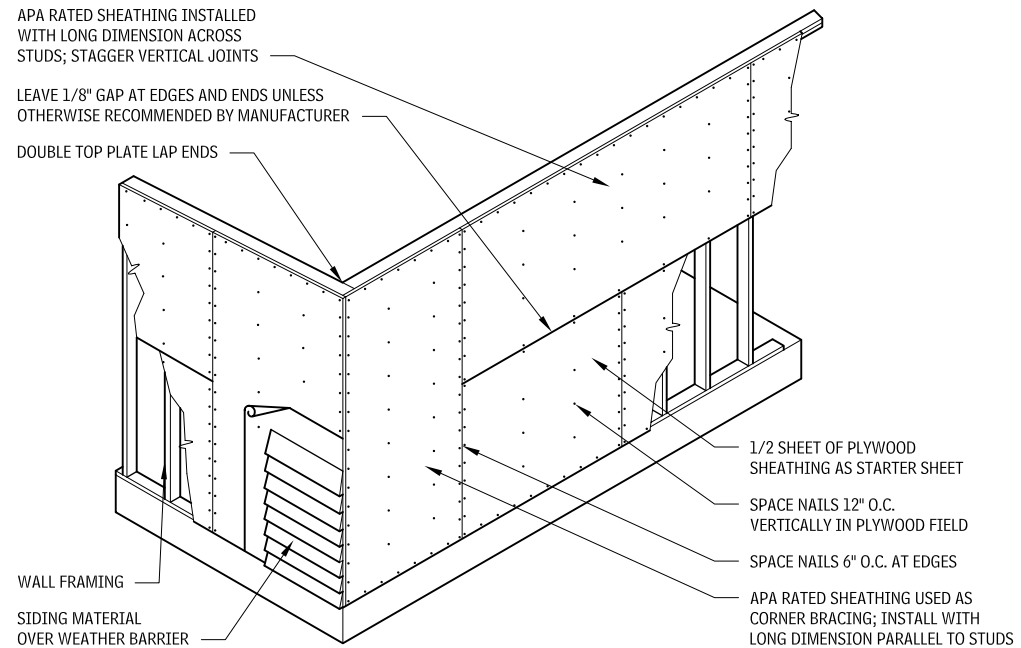 APA RATED SHEATHING INSTALLED
WITH LONG DIMENSION ACROSS
STUDS; STAGGER VERTICAL JOINTS
LEAVE 1/8" GAP AT EDGES AND ENDS UNLESS
OTHERWISE RECOMMENDED BY MANUFACTURER
DOUBLE TOP PLATE LAP ENDS
1/2 SHEET OF PLYWOOD
SHEATHING AS STARTER SHEET
SPACE NAILS 12" O.C.
VERTICALLY IN PLYWOOD FIELD
SPACE NAILS 6" O.C. AT EDGES
APA RATED SHEATHING USED AS
CORNER BRACING; INSTALL WITH
LONG DIMENSION PARALLEL TO STUDS
WALL FRAMING
SIDING MATERIAL
OVER WEATHER BARRIER